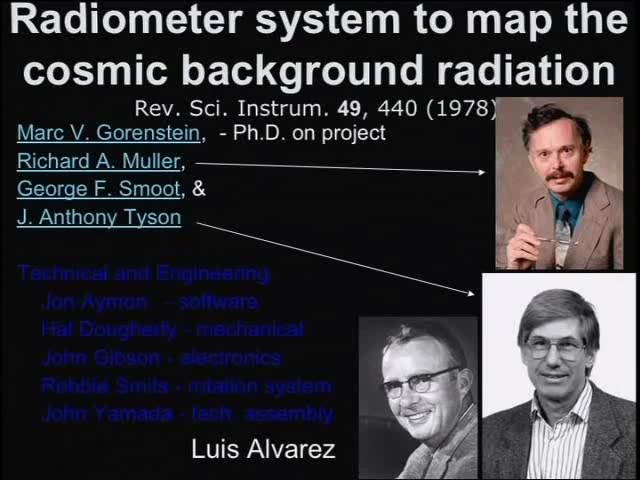 Radiometer system to map the
cosmic background radiation
Rev. Sci. Instrum. 49, 440 (1978)
Marc V. Gorenstein, - Ph.D. on project
Richard A. Muller,
George F. Smoot, &
J. Anthony Tyson
Technical and Engineering
Jon Aymon - software
Hal Dougherty - mechanical
John Gibson - electronics
Robbie Smits - rotation system
John Yamada - tech. assembly
Luis Alvarez